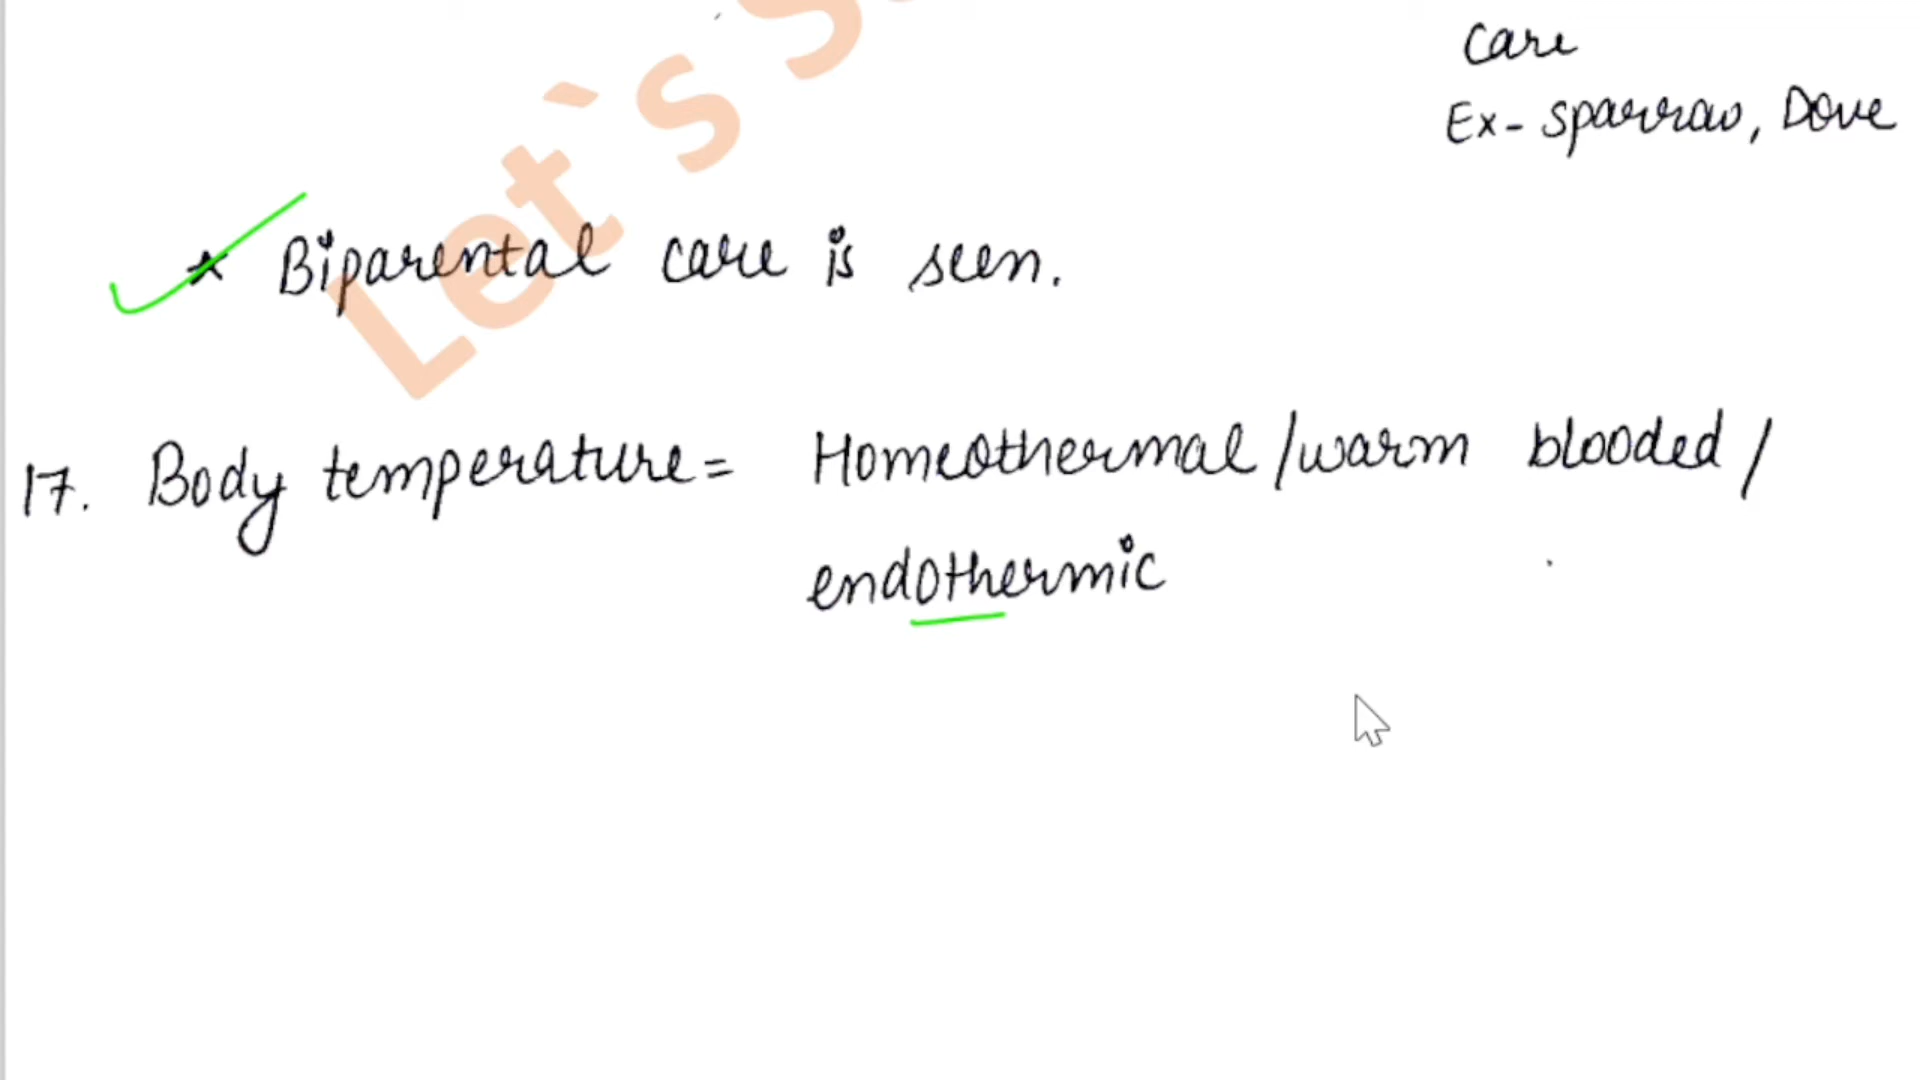 Care
Ex- Sparrow, Dove
★ Biparental care is seen.
17. Body temperature = Homeothermal / warm blooded /
endothermic
Let`s S